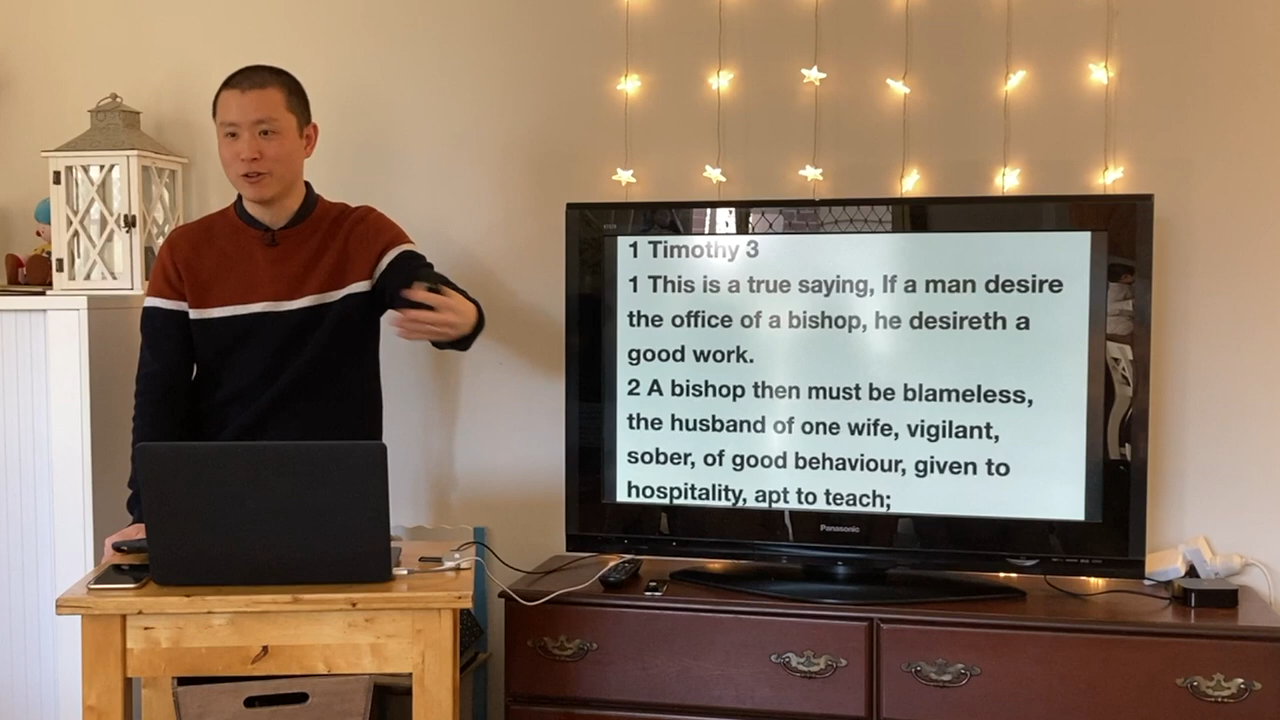 1 Timothy 3
1 This is a true saying, If a man desire
the office of a bishop, he desireth a
good work.
2 A bishop then must be blameless,
the husband of one wife, vigilant,
sober, of good behaviour, given to
hospitality, apt to teach;
Panasonic